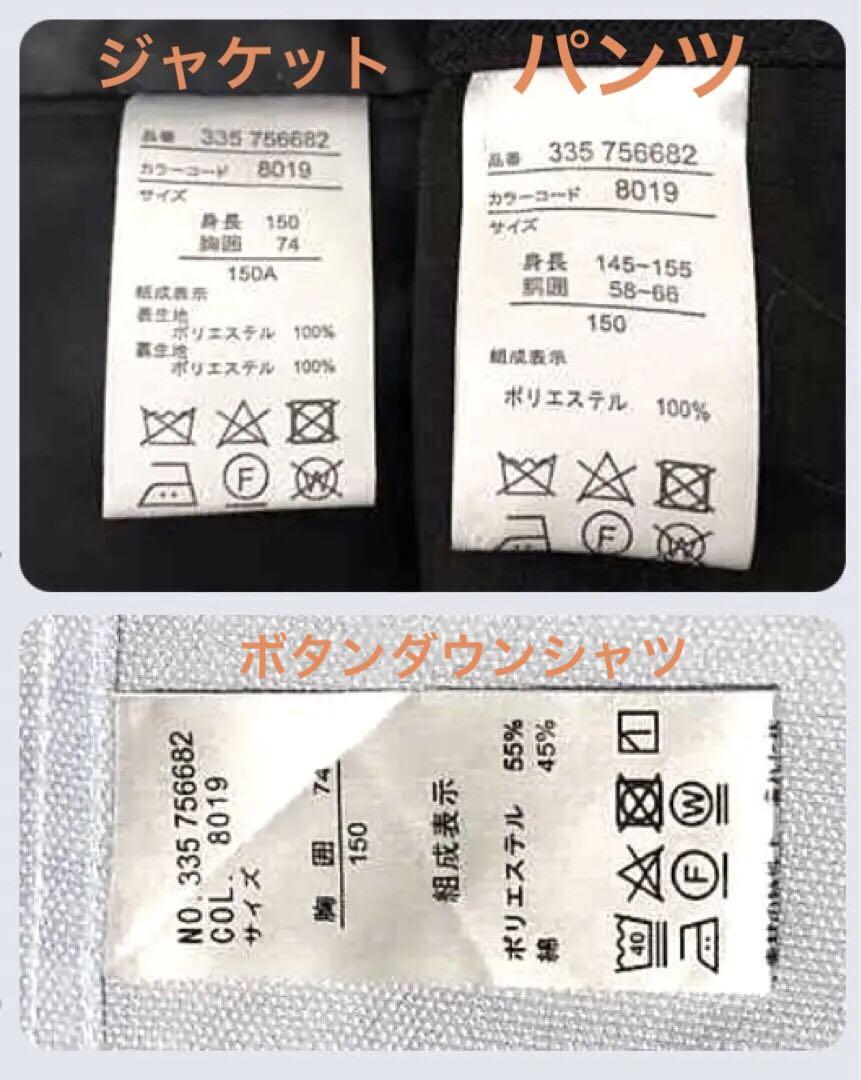 ジャケット
品番 335 756682
カラーコード 8019
サイズ
身長 150
胸囲 74
150A
組成表示
表生地
ポリエステル 100%
裏生地
ポリエステル 100%
F
W
パンツ
品番 335 756682
カラーコード 8019
サイズ
身長 145-155
胴囲 58-66
150
組成表示
ポリエステル 100%
F
W
ボタンダウンシャツ
NO.335 756682
COL. 8019
サイズ
胸囲 74
150
組成表示
ポリエステル 55%
綿 45%
40
F
W